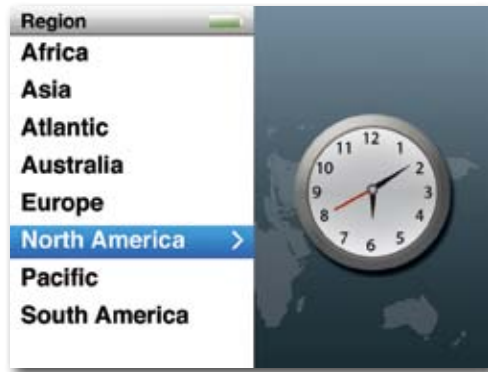 Region
Africa
Asia
Atlantic
Australia
Europe
North America >
Pacific
South America
12
11 1
10 2
9 3
8 4
7 5
6